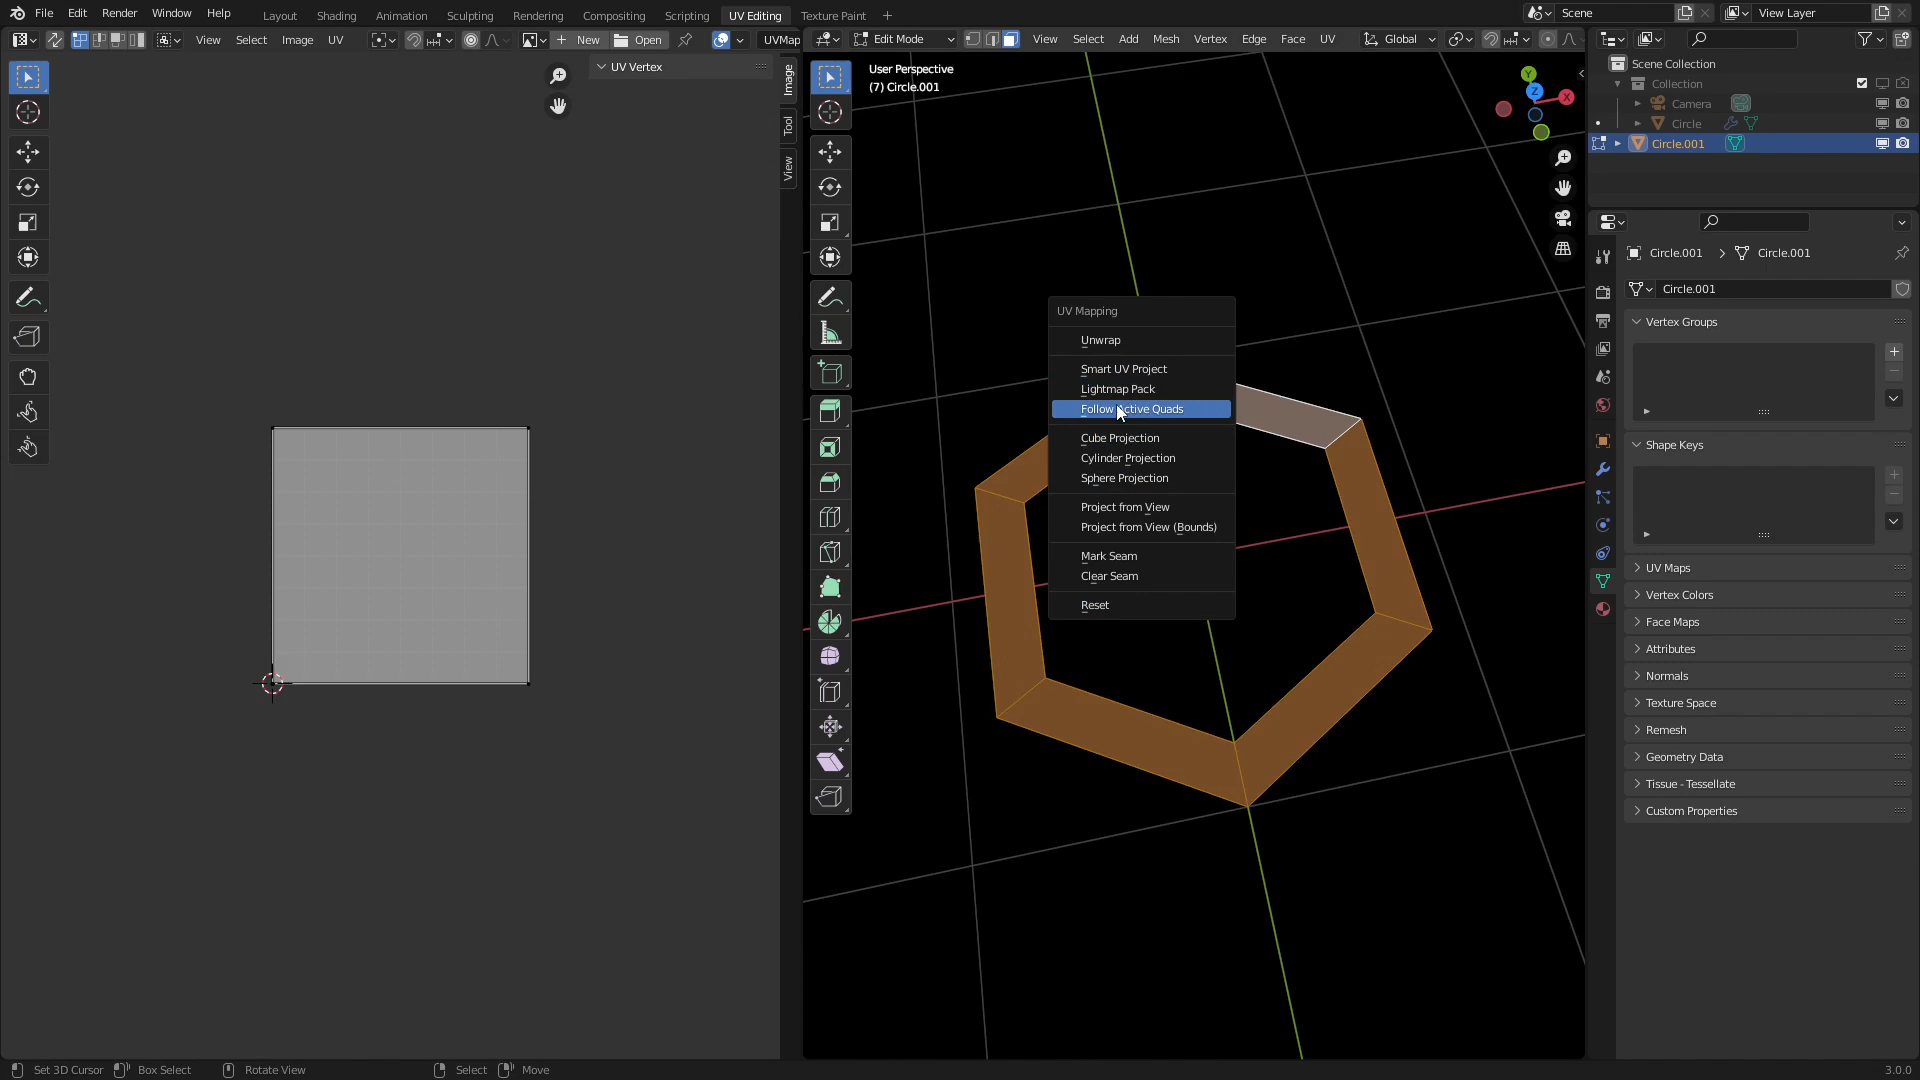 File Edit Render Window Help
Layout Shading Animation Sculpting Rendering Compositing Scripting UV Editing Texture Paint +
Scene View Layer
View Select Image UV New Open UVMap
Edit Mode View Select Add Mesh Vertex Edge Face UV Global
UV Vertex
Image
Tool
View
User Perspective
(7) Circle.001
Y
Z
X
UV Mapping
Unwrap
Smart UV Project
Lightmap Pack
Follow Active Quads
Cube Projection
Cylinder Projection
Sphere Projection
Project from View
Project from View (Bounds)
Mark Seam
Clear Seam
Reset
Scene Collection
Collection
Camera
Circle
Circle.001
Circle.001 > Circle.001
Circle.001
Vertex Groups
Shape Keys
UV Maps
Vertex Colors
Face Maps
Attributes
Normals
Texture Space
Remesh
Geometry Data
Tissue - Tessellate
Custom Properties
Set 3D Cursor Box Select Rotate View Select Move 3.0.0